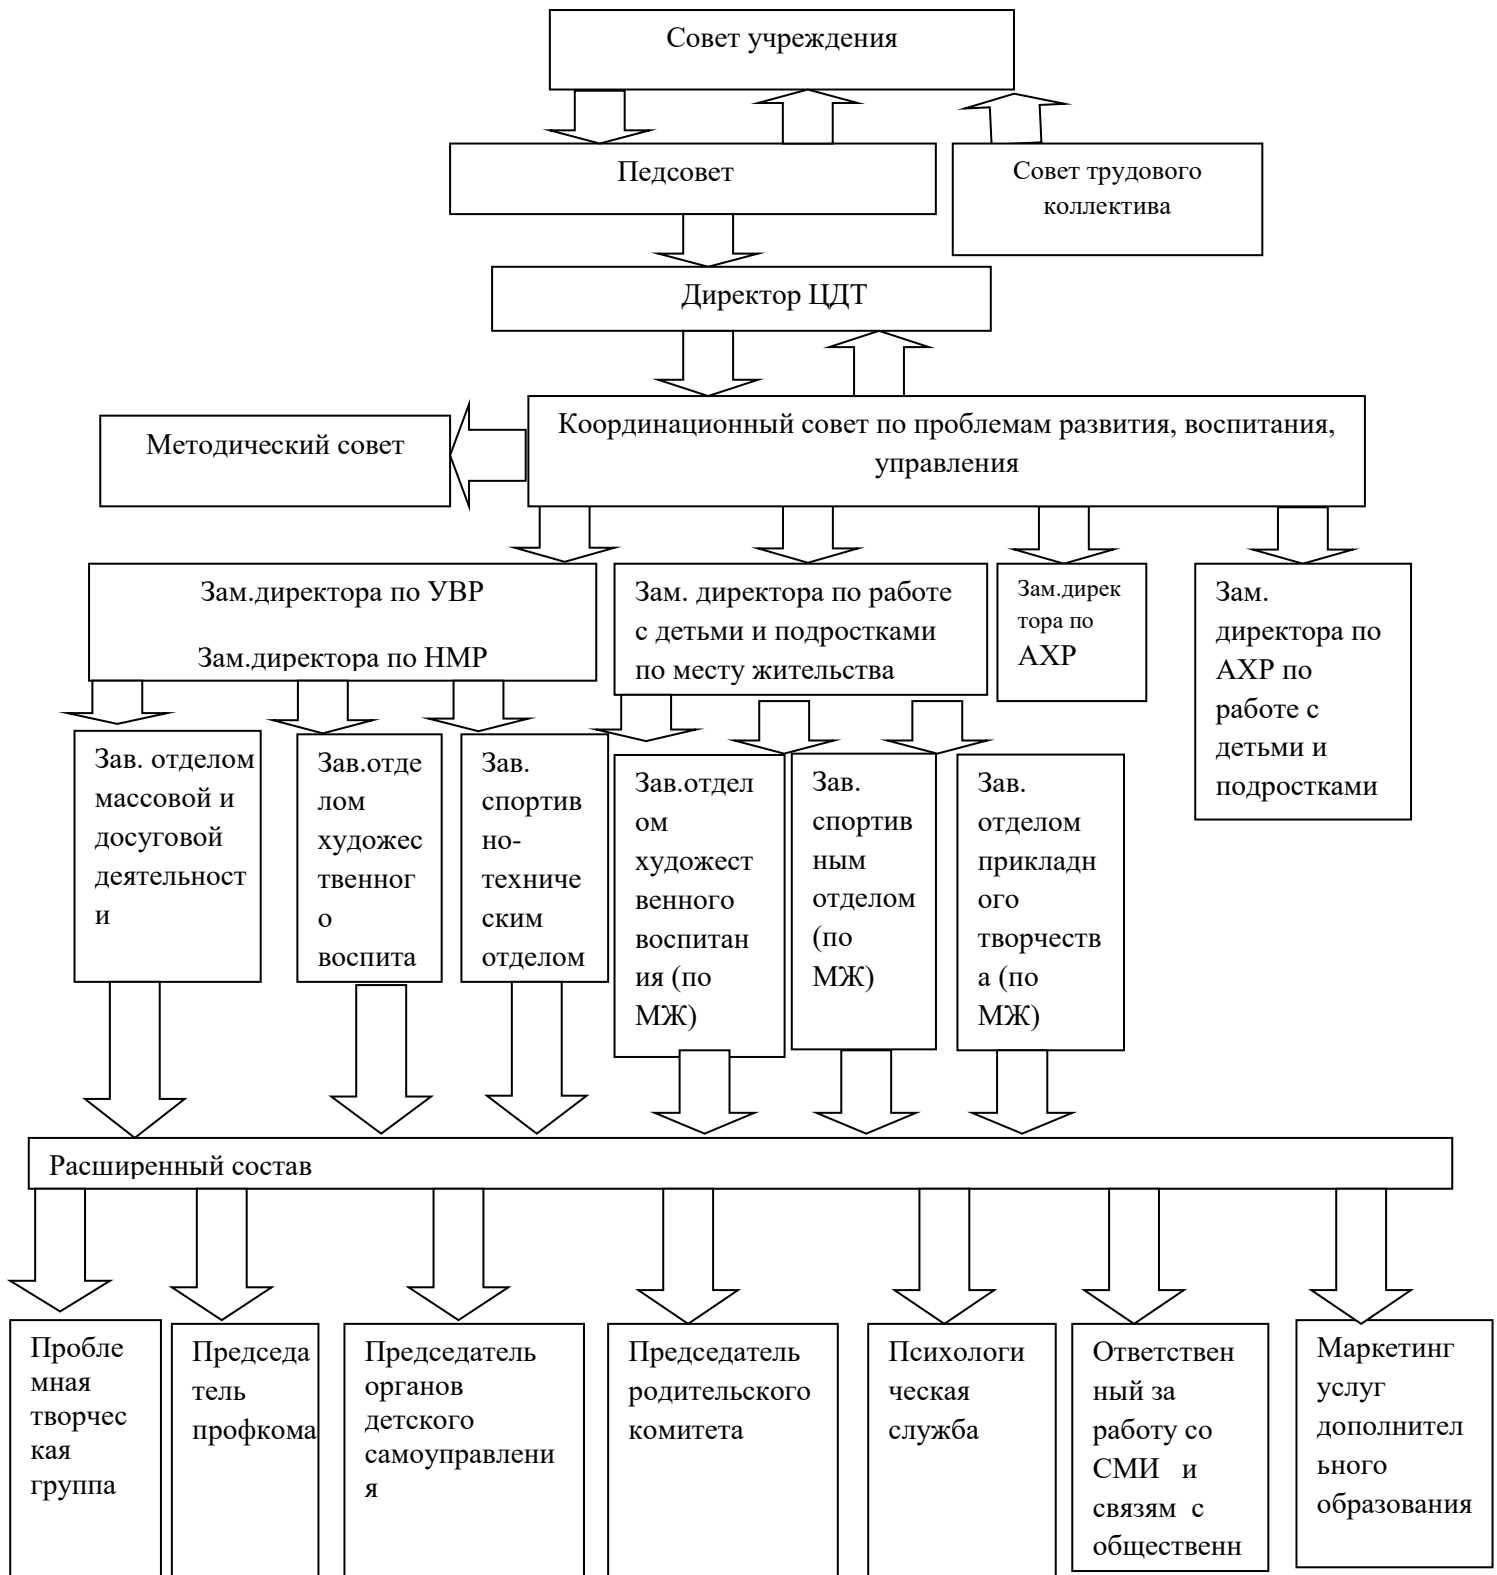 Совет учреждения
Педсовет
Совет трудового
коллектива
Директор ЦДТ
Методический совет
Координационный совет по проблемам развития, воспитания,
управления
Зам.директора по УВР
Зам.директора по НМР
Зам. директора по работе
с детьми и подростками
по месту жительства
Зам.дирек
тора по
АХР
Зам.
директора по
АХР по
работе с
детьми и
подростками
Зав. отделом
массовой и
досуговой
деятельност
и
Зав.отде
лом
художес
твенног
о
воспита
Зав.
спортив
но-
техниче
ским
отделом
Зав.отдел
ом
художест
венного
воспитан
ия (по
МЖ)
Зав.
спортив
ным
отделом
(по
МЖ)
Зав.
отделом
прикладн
ого
творчеств
а (по
МЖ)
Расширенный состав
Пробле
мная
творчес
кая
группа
Председа
тель
профкома
Председатель
органов
детского
самоуправлени
я
Председатель
родительского
комитета
Психологи
ческая
служба
Ответствен
ный за
работу со
СМИ и
связям с
общественн
Маркетинг
услуг
дополнител
ьного
образования